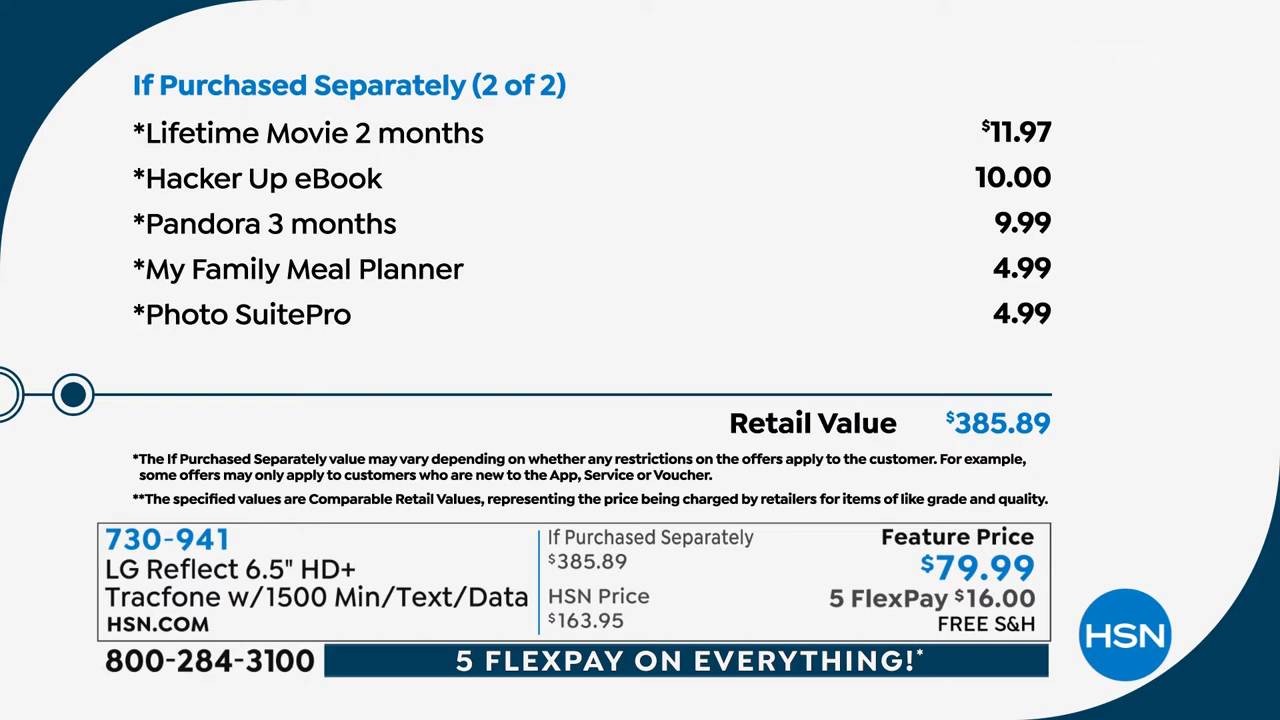 If Purchased Separately (2 of 2)
*Lifetime Movie 2 months $11.97
*Hacker Up eBook 10.00
*Pandora 3 months 9.99
*My Family Meal Planner 4.99
*Photo SuitePro 4.99
Retail Value $385.89
*The If Purchased Separately value may vary depending on whether any restrictions on the offers apply to the customer. For example,
some offers may only apply to customers who are new to the App, Service or Voucher.
**The specified values are Comparable Retail Values, representing the price being charged by retailers for items of like grade and quality.
730-941
LG Reflect 6.5" HD+
Tracfone w/1500 Min/Text/Data
HSN.COM
If Purchased Separately
$385.89
HSN Price
$163.95
Feature Price
$79.99
5 FlexPay $16.00
FREE S&H
HSN
800-284-3100
5 FLEXPAY ON EVERYTHING!*